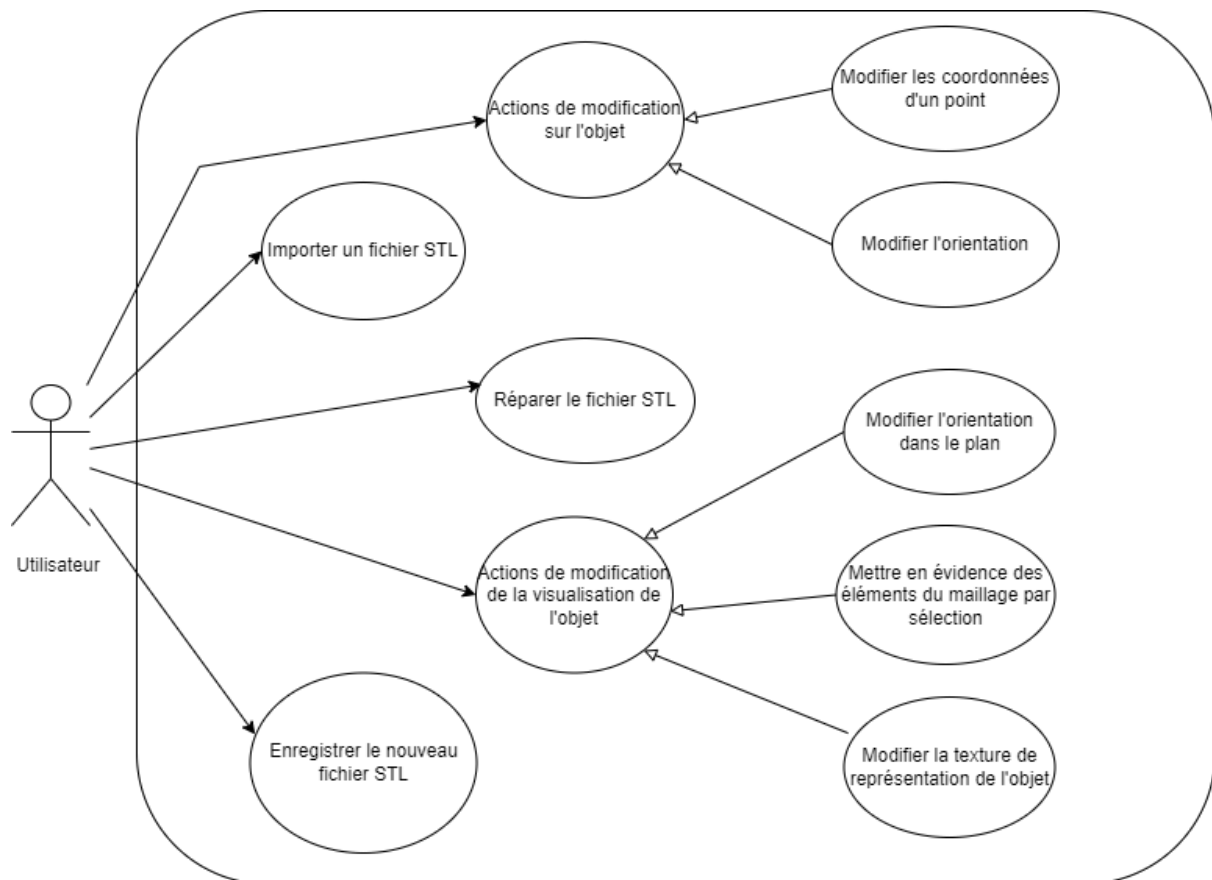 Modifier les coordonnées
d'un point
Actions de modification
sur l'objet
Importer un fichier STL
Modifier l'orientation
Réparer le fichier STL
Modifier l'orientation
dans le plan
Utilisateur
Actions de modification
de la visualisation de
l'objet
Mettre en évidence des
éléments du maillage par
sélection
Enregistrer le nouveau
fichier STL
Modifier la texture de
représentation de l'objet